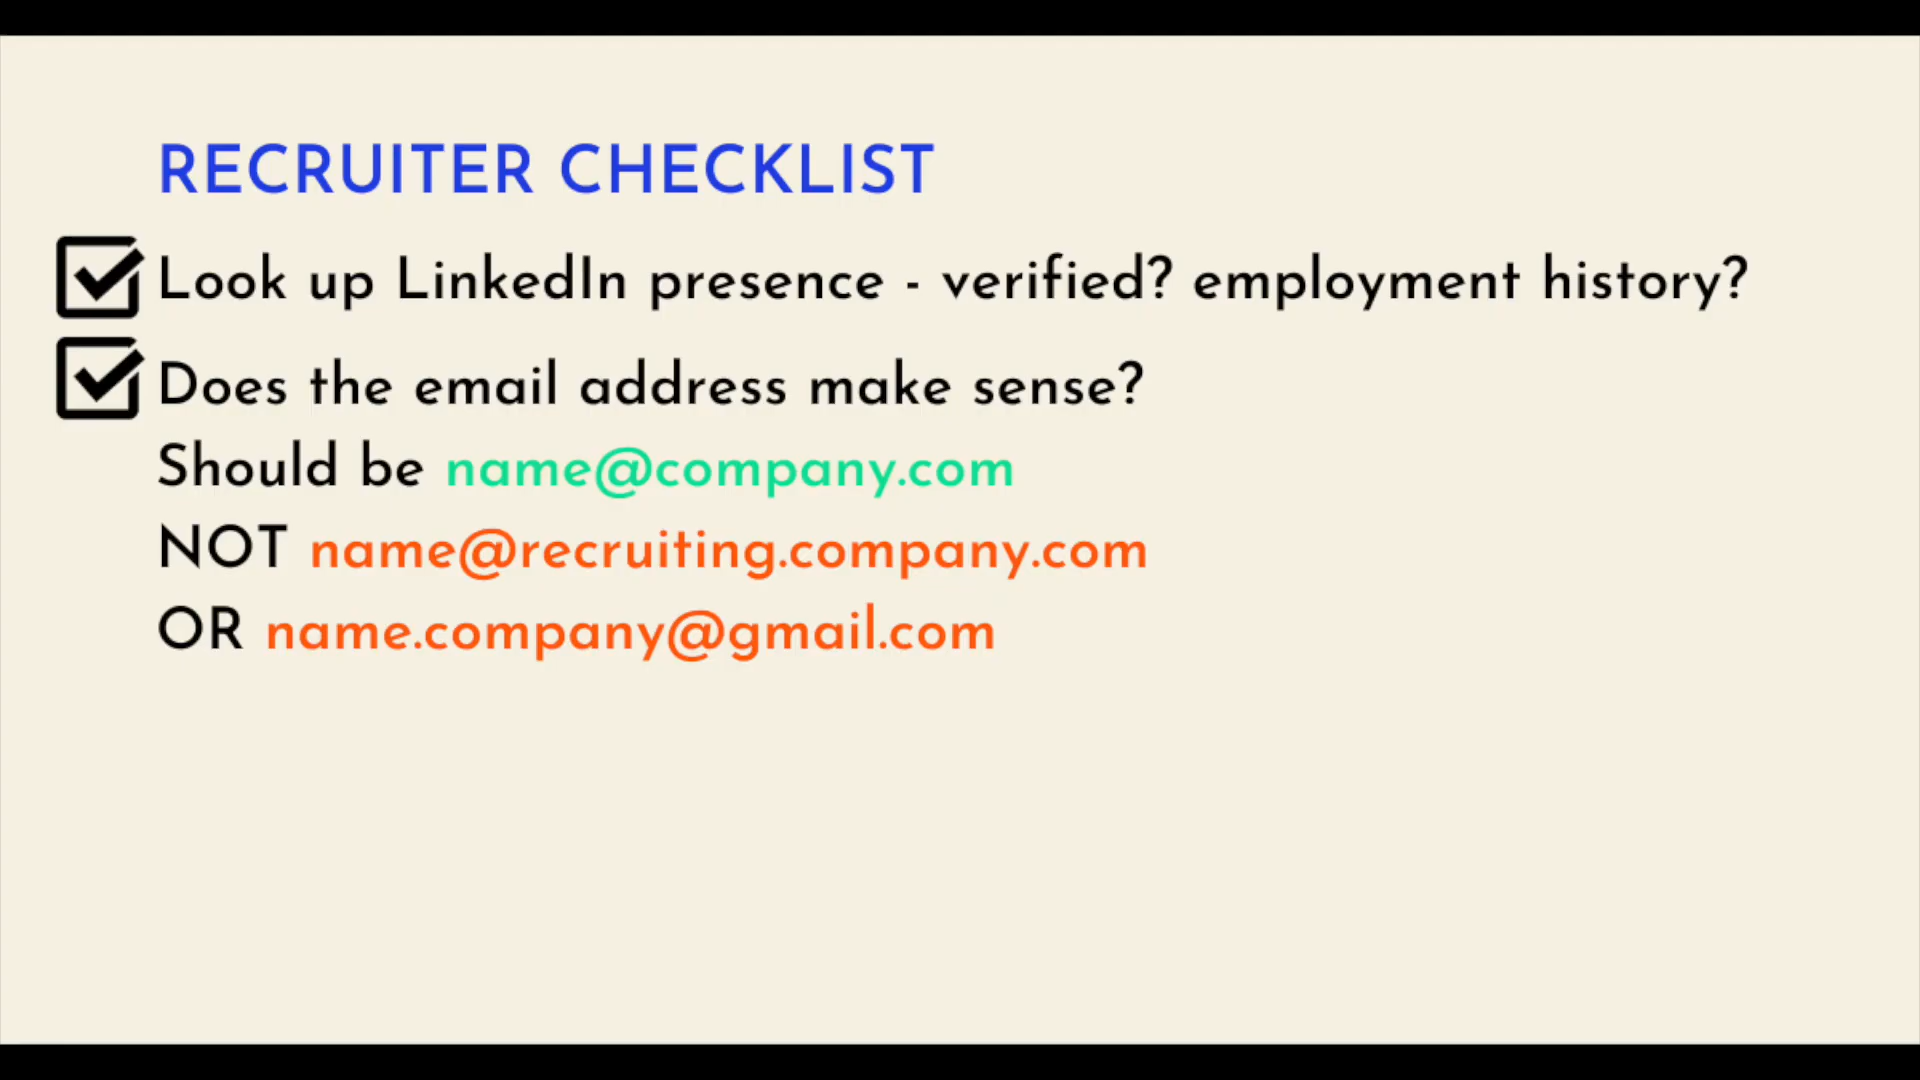 RECRUITER CHECKLIST
Look up LinkedIn presence - verified? employment history?
Does the email address make sense?
Should be name@company.com
NOT name@recruiting.company.com
OR name.company@gmail.com